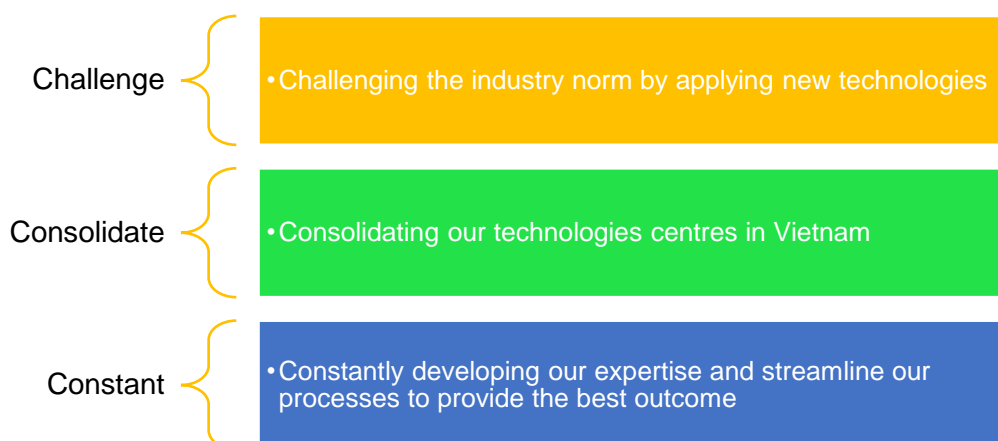 Challenge
•Challenging the industry norm by applying new technologies
Consolidate
•Consolidating our technologies centres in Vietnam
Constant
•Constantly developing our expertise and streamline our
processes to provide the best outcome